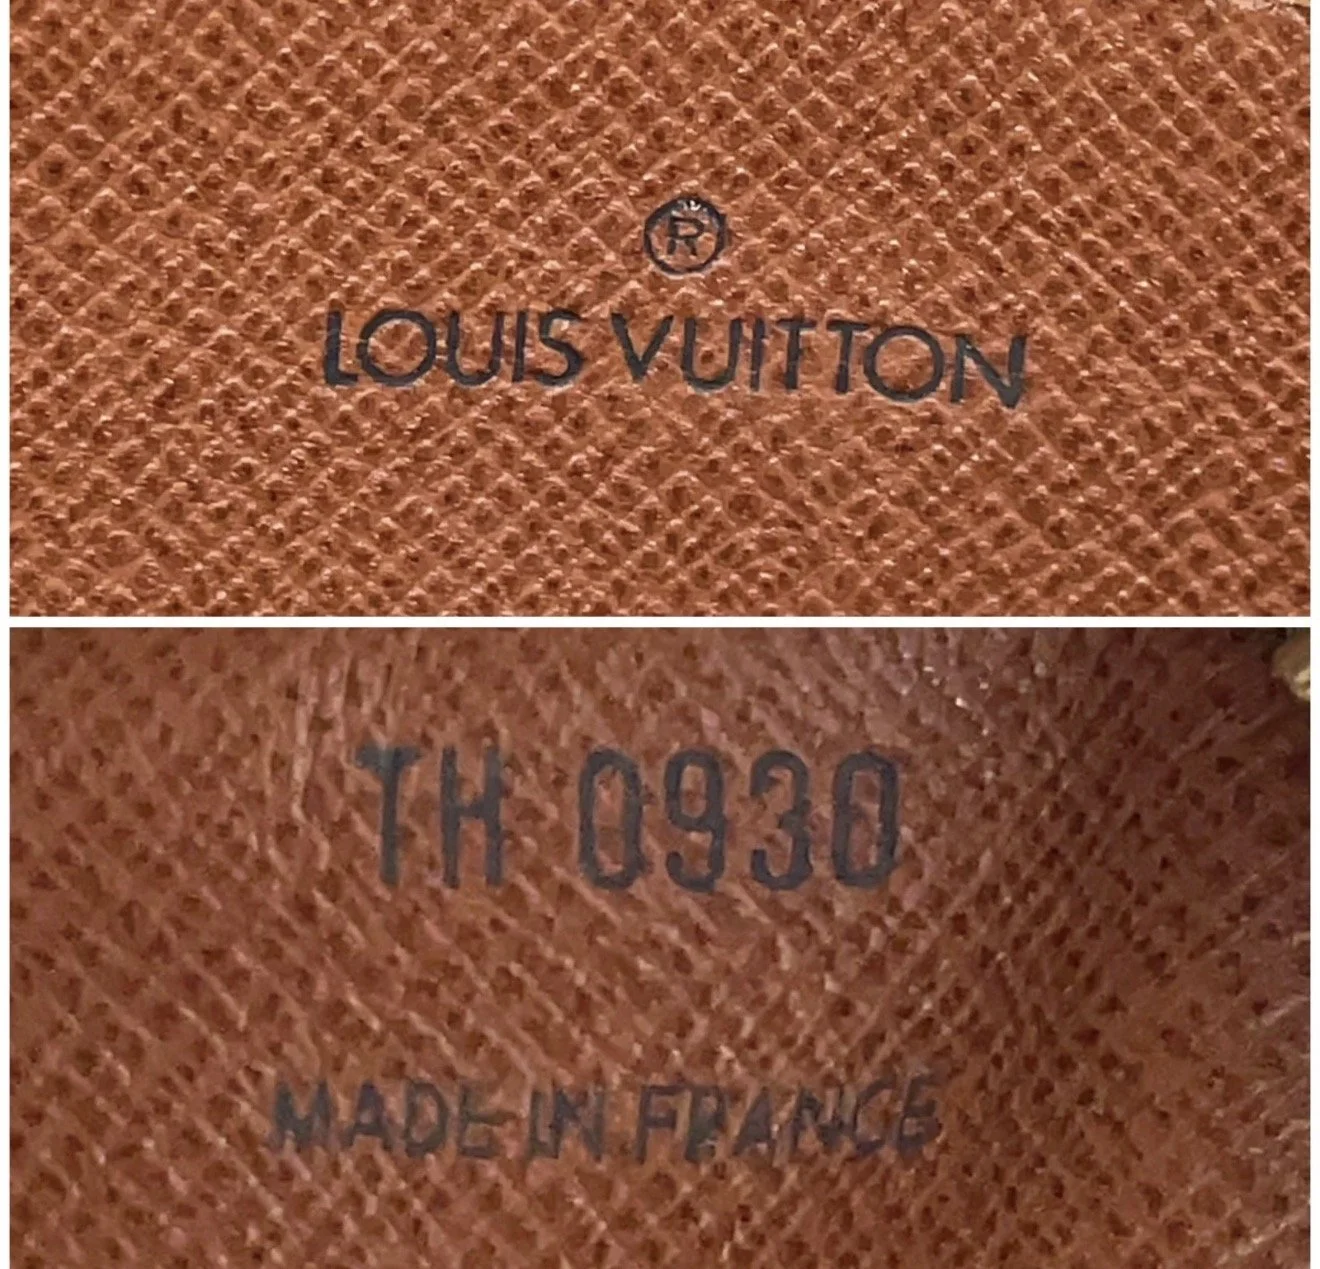 ®
LOUIS VUITTON
TH 0930
MADE IN FRANCE